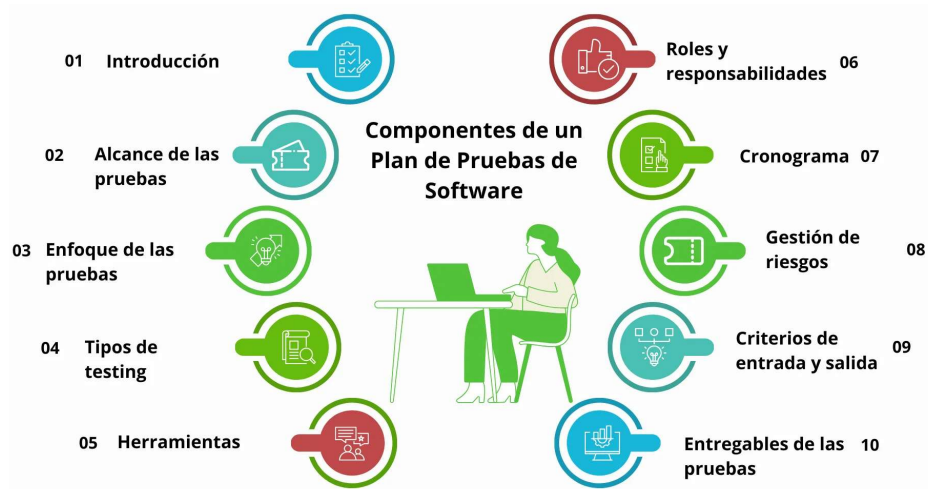 Componentes de un
Plan de Pruebas de
Software
01 Introducción
02 Alcance de las
pruebas
03 Enfoque de las
pruebas
04 Tipos de
testing
05 Herramientas
Roles y
responsabilidades 06
Cronograma 07
Gestión de
riesgos 08
Criterios de
entrada y salida 09
Entregables de las 10
pruebas